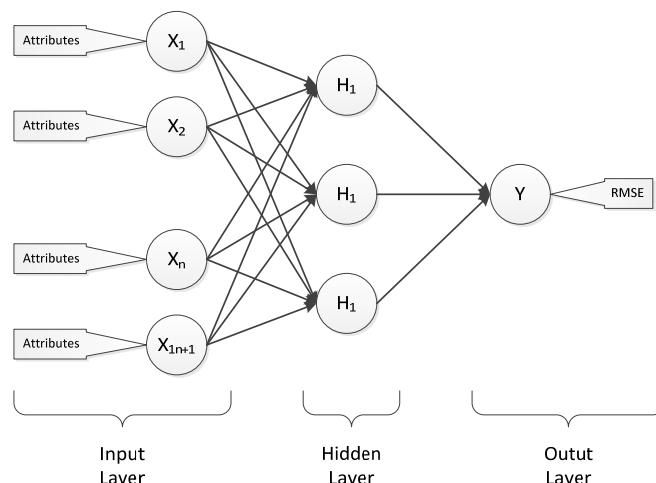 Attributes
X1
Attributes
X2
Attributes
Xn
Attributes
X1n+1
H1
H1
H1
Y
RMSE
Input
Layer
Hidden
Layer
Outut
Layer